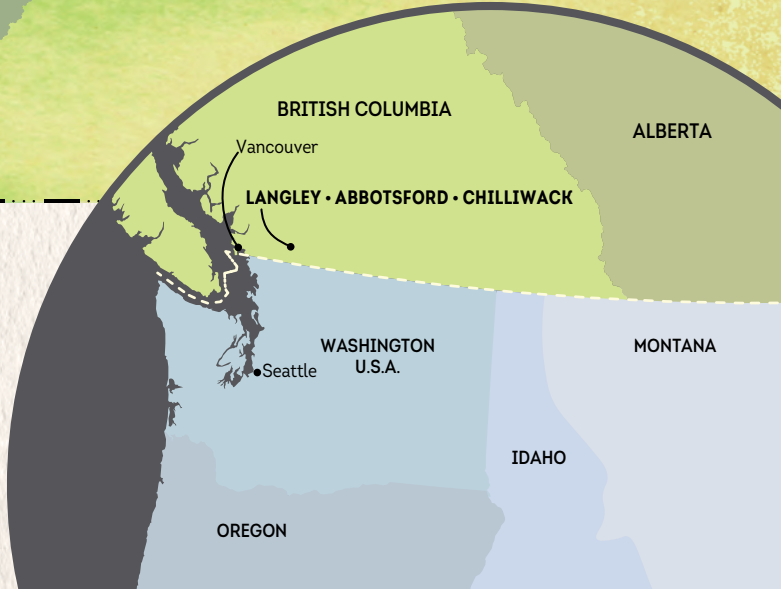 BRITISH COLUMBIA
ALBERTA
Vancouver
LANGLEY • ABBOTSFORD • CHILLIWACK
WASHINGTON
U.S.A.
MONTANA
Seattle
IDAHO
OREGON